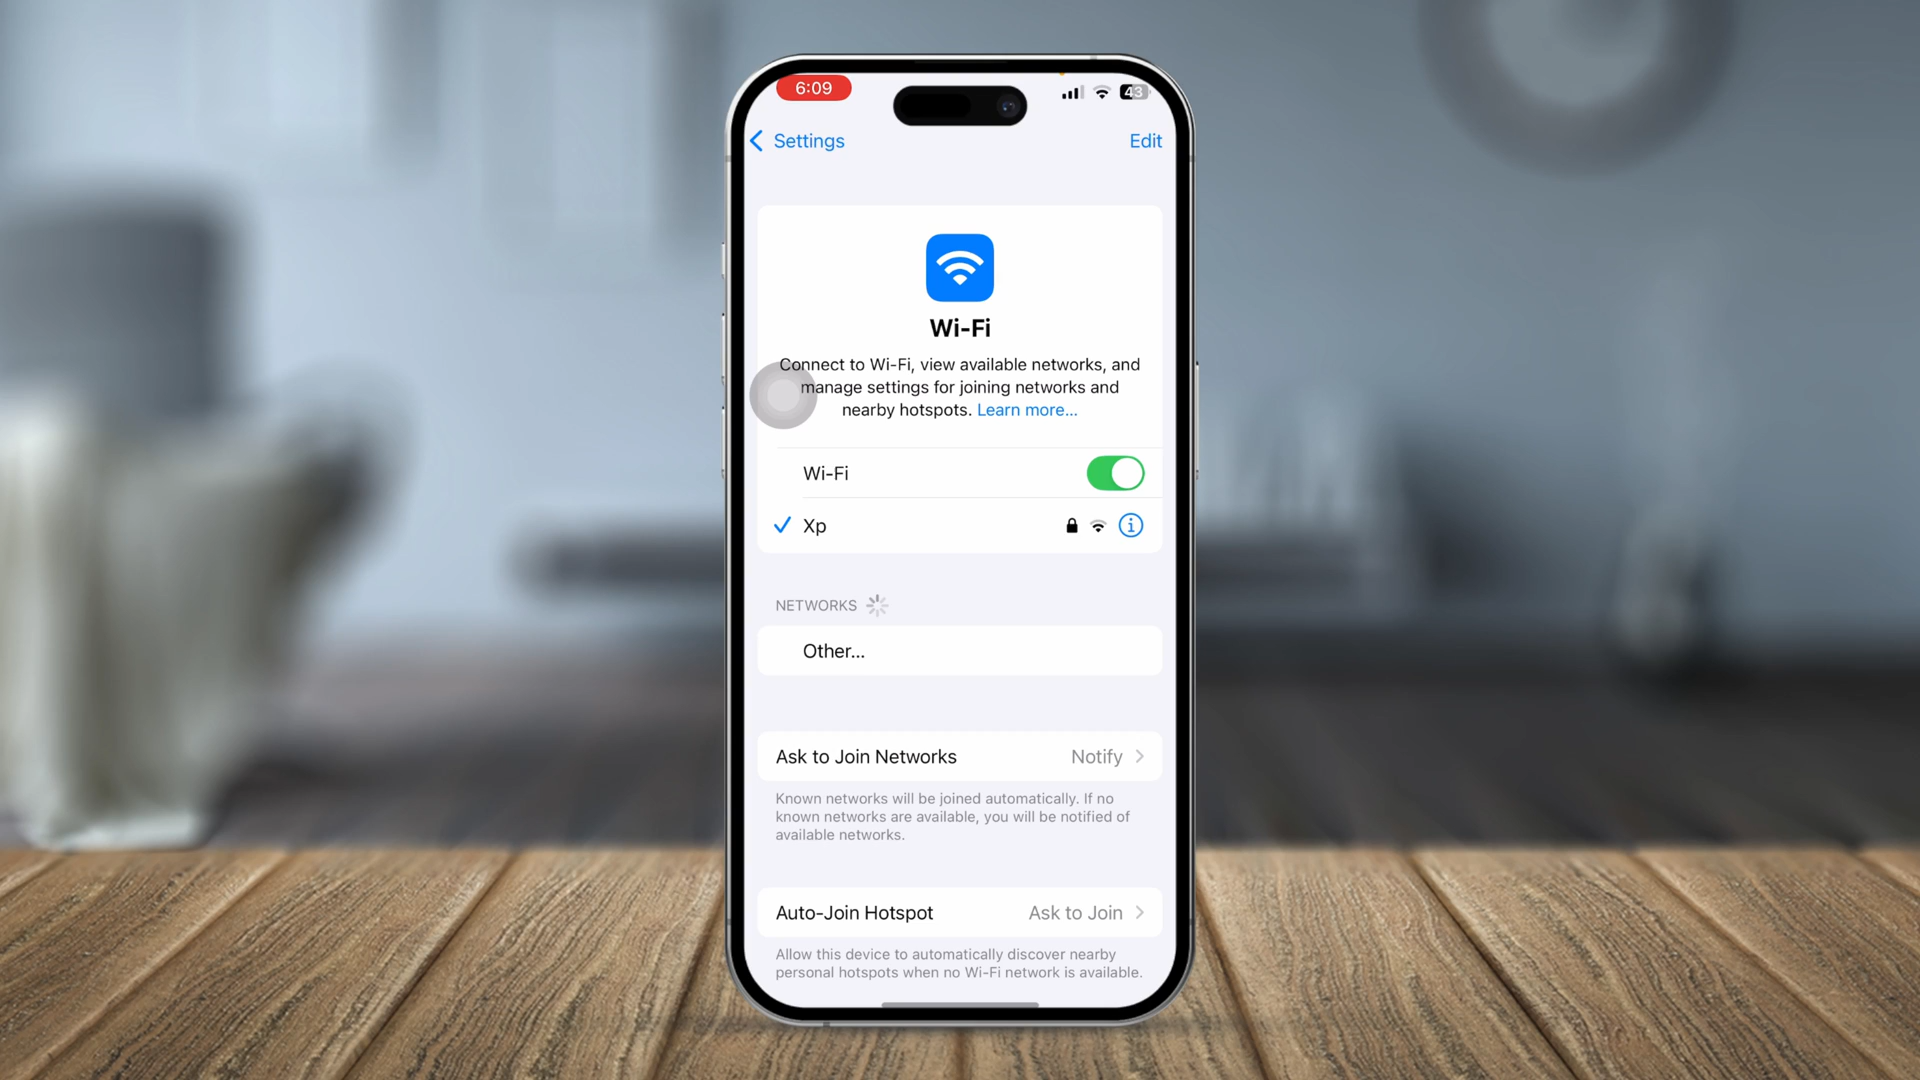 6:09
43
Settings
Edit
Wi-Fi
Connect to Wi-Fi, view available networks, and
manage settings for joining networks and
nearby hotspots. Learn more...
Wi-Fi
Xp
NETWORKS
Other...
Ask to Join Networks Notify
Known networks will be joined automatically. If no
known networks are available, you will be notified of
available networks.
Auto-Join Hotspot Ask to Join
Allow this device to automatically discover nearby
personal hotspots when no Wi-Fi network is available.